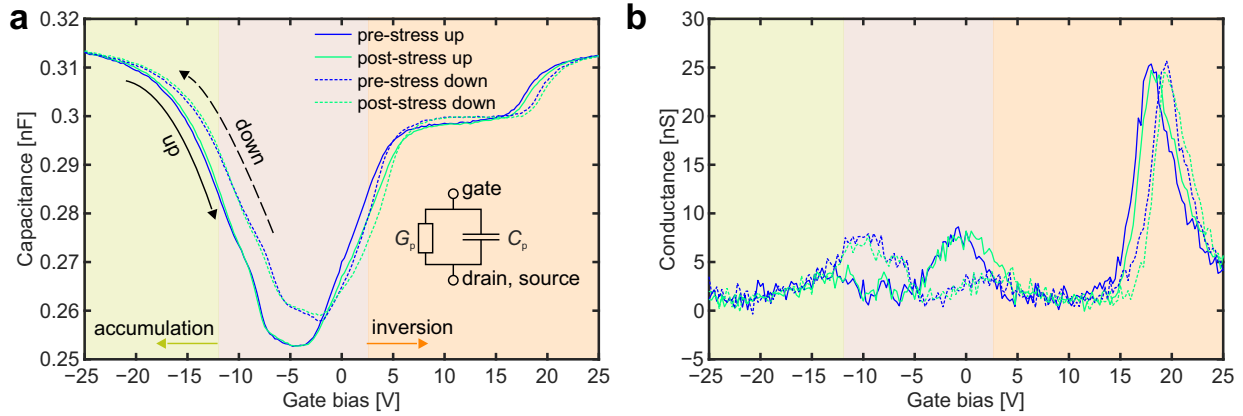 a
Capacitance [nF]
0.32
0.31
0.3
0.29
0.28
0.27
0.26
0.25
pre-stress up
post-stress up
pre-stress down
post-stress down
up
down
gate
Gp
Cp
drain, source
accumulation
inversion
−25 −20 −15 −10 −5 0 5 10 15 20 25
Gate bias [V]
b
Conductance [nS]
30
25
20
15
10
5
0
−5
−25 −20 −15 −10 −5 0 5 10 15 20 25
Gate bias [V]